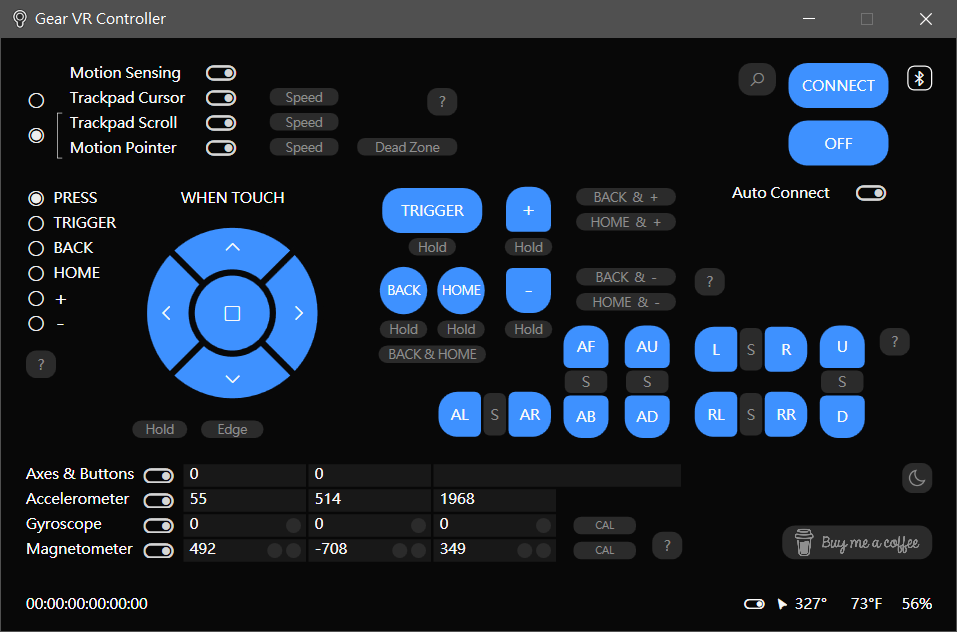 Gear VR Controller
Motion Sensing
Trackpad Cursor Speed ?
Trackpad Scroll Speed
Motion Pointer Speed Dead Zone
CONNECT
OFF
Auto Connect
PRESS
TRIGGER
BACK
HOME
+
-
?
WHEN TOUCH
Hold Edge
TRIGGER + BACK & +
HOME & +
Hold Hold
BACK HOME - BACK & -
HOME & -
?
Hold Hold Hold
BACK & HOME
AF AU L S R U ?
S S S
AL S AR AB AD RL S RR D
Axes & Buttons 0 0
Accelerometer 55 514 1968
Gyroscope 0 0 0 CAL
Magnetometer 492 -708 349 CAL ?
Buy me a coffee
00:00:00:00:00:00 327° 73°F 56%